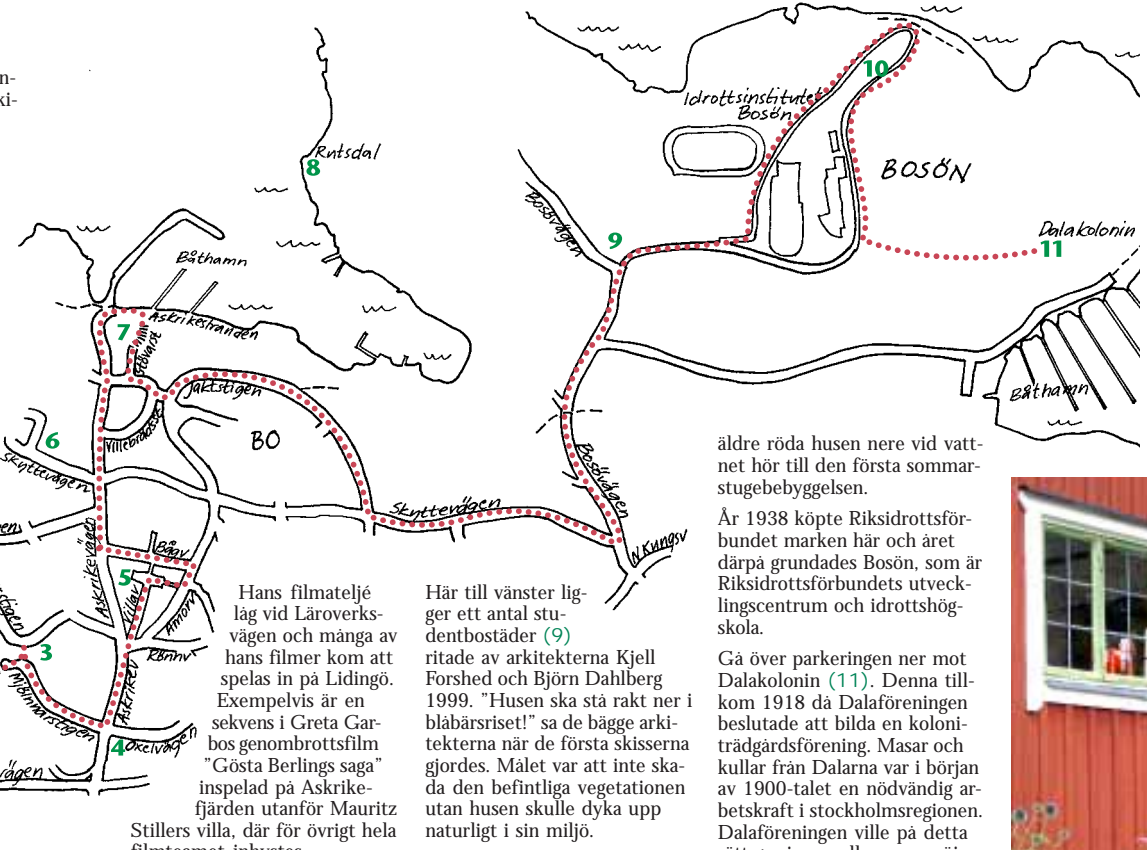 n-
ki-
Rutsdal
8
Båthamn
7
Askrikestranden
Stövarst
Jaktstigen
Villebrådsst
BO
6
Skyttevägen
Skyttevägen
Askrikevägen
Bågv
5
Pilav
Rönnv
stigen
3
Mjölnarstigen
Askrikev
4
Oxelvägen
vägen
Idrottsinstitutet
Bosön
10
BOSÖN
Bosövägen
9
Dalakolonin
11
Båthamn
Bosövägen
N Kungsv
Hans filmateljé
låg vid Läroverks-
vägen och många av
hans filmer kom att
spelas in på Lidingö.
Exempelvis är en
sekvens i Greta Gar-
bos genombrottsfilm
"Gösta Berlings saga"
inspelad på Askrike-
fjärden utanför Mauritz
Stillers villa, där för övrigt hela
filmteamet inhystes
Här till vänster lig-
ger ett antal stu-
dentbostäder (9)
ritade av arkitekterna Kjell
Forshed och Björn Dahlberg
1999. "Husen ska stå rakt ner i
blåbärsriset!" sa de bägge arki-
tekterna när de första skisserna
gjordes. Målet var att inte ska-
da den befintliga vegetationen
utan husen skulle dyka upp
naturligt i sin miljö.
äldre röda husen nere vid vatt-
net hör till den första sommar-
stugebebyggelsen.
År 1938 köpte Riksidrottsför-
bundet marken här och året
därpå grundades Bosön, som är
Riksidrottsförbundets utveck-
lingscentrum och idrottshög-
skola.
Gå över parkeringen ner mot
Dalakolonin (11). Denna till-
kom 1918 då Dalaföreningen
beslutade att bilda en koloni-
trädgårdsförening. Masar och
kullar från Dalarna var i början
av 1900-talet en nödvändig ar-
betskraft i stockholmsregionen.
Dalaföreningen ville på detta